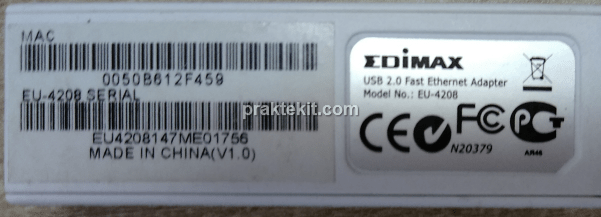 MAC
0050B612F459
EU-4208 SERIAL
EU4208147ME01756
MADE IN CHINA(V1.0)
EDIMAX
USB 2.0 Fast Ethernet Adapter
Model No.: EU-4208
CE FC PCT
N20379
AR46
praktekit.com